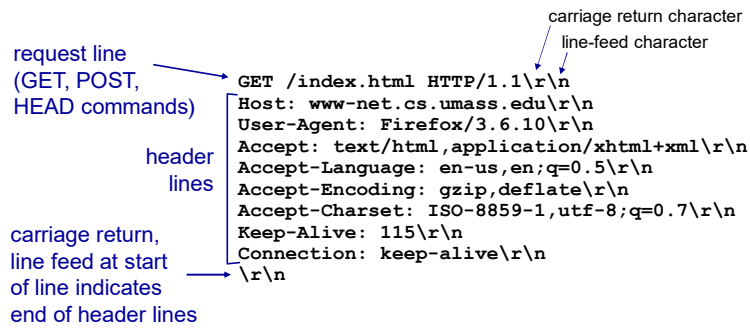 carriage return character
line-feed character
request line
(GET, POST,
HEAD commands)
GET /index.html HTTP/1.1\r\n
Host: www-net.cs.umass.edu\r\n
User-Agent: Firefox/3.6.10\r\n
Accept: text/html,application/xhtml+xml\r\n
Accept-Language: en-us,en;q=0.5\r\n
Accept-Encoding: gzip,deflate\r\n
Accept-Charset: ISO-8859-1,utf-8;q=0.7\r\n
Keep-Alive: 115\r\n
Connection: keep-alive\r\n
\r\n
header
lines
carriage return,
line feed at start
of line indicates
end of header lines